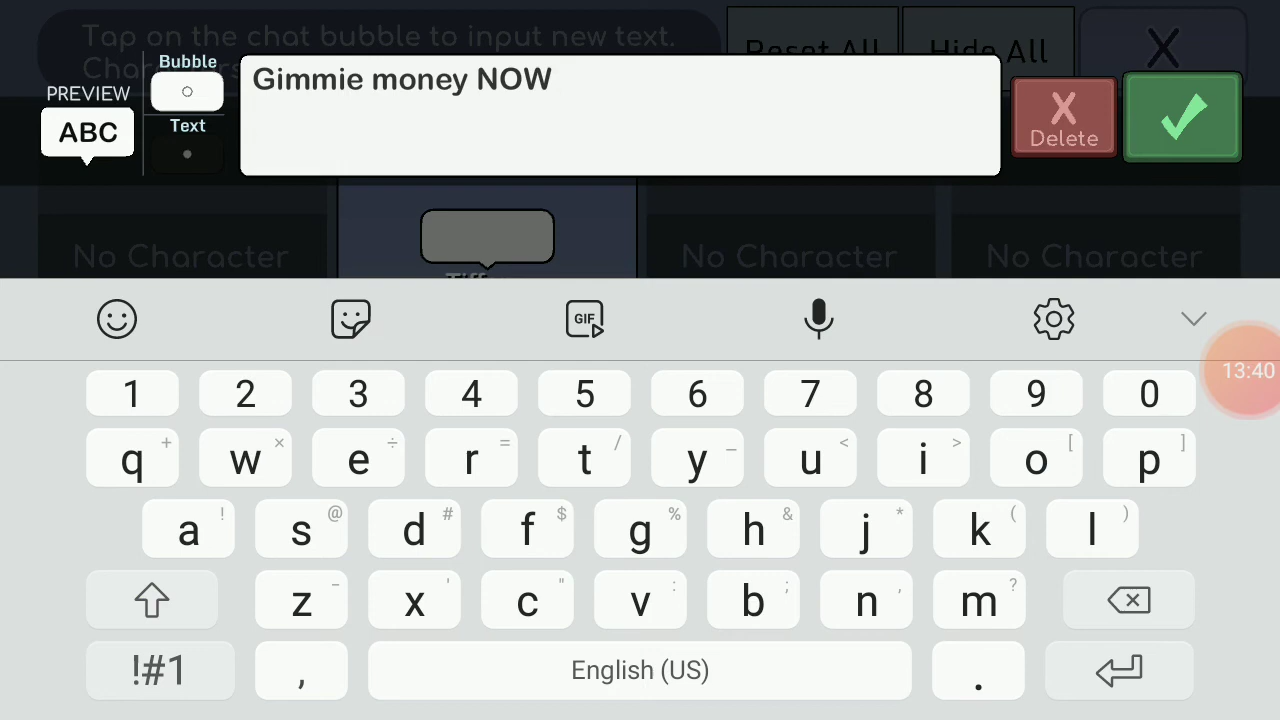 Tap on the chat bubble to input new text.
Reset All
Hide All
X
Bubble
Gimmie money NOW
PREVIEW
ABC
Text
X
Delete
No Character
No Character
No Character
GIF
13:40
1 2 3 4 5 6 7 8 9 0
q + w × e ÷ r = t / y _ u < i > o [ p ]
a ! s @ d # f $ g % h & j * k ( l )
z - x ' c " v : b ; n , m ?
!#1 , English (US) .